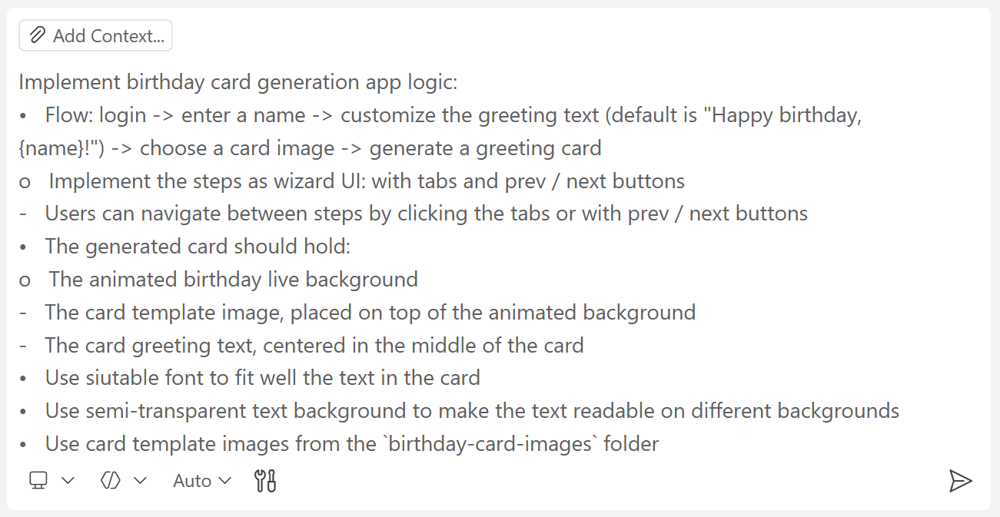 Add Context...
Implement birthday card generation app logic:
• Flow: login -> enter a name -> customize the greeting text (default is "Happy birthday,
{name}!") -> choose a card image -> generate a greeting card
o Implement the steps as wizard UI: with tabs and prev / next buttons
- Users can navigate between steps by clicking the tabs or with prev / next buttons
• The generated card should hold:
o The animated birthday live background
- The card template image, placed on top of the animated background
- The card greeting text, centered in the middle of the card
• Use siutable font to fit well the text in the card
• Use semi-transparent text background to make the text readable on different backgrounds
• Use card template images from the `birthday-card-images` folder
Auto